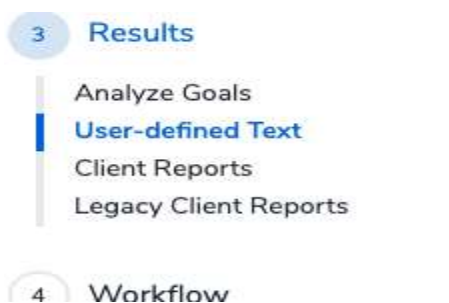 3 Results
Analyze Goals
User-defined Text
Client Reports
Legacy Client Reports
4 Workflow